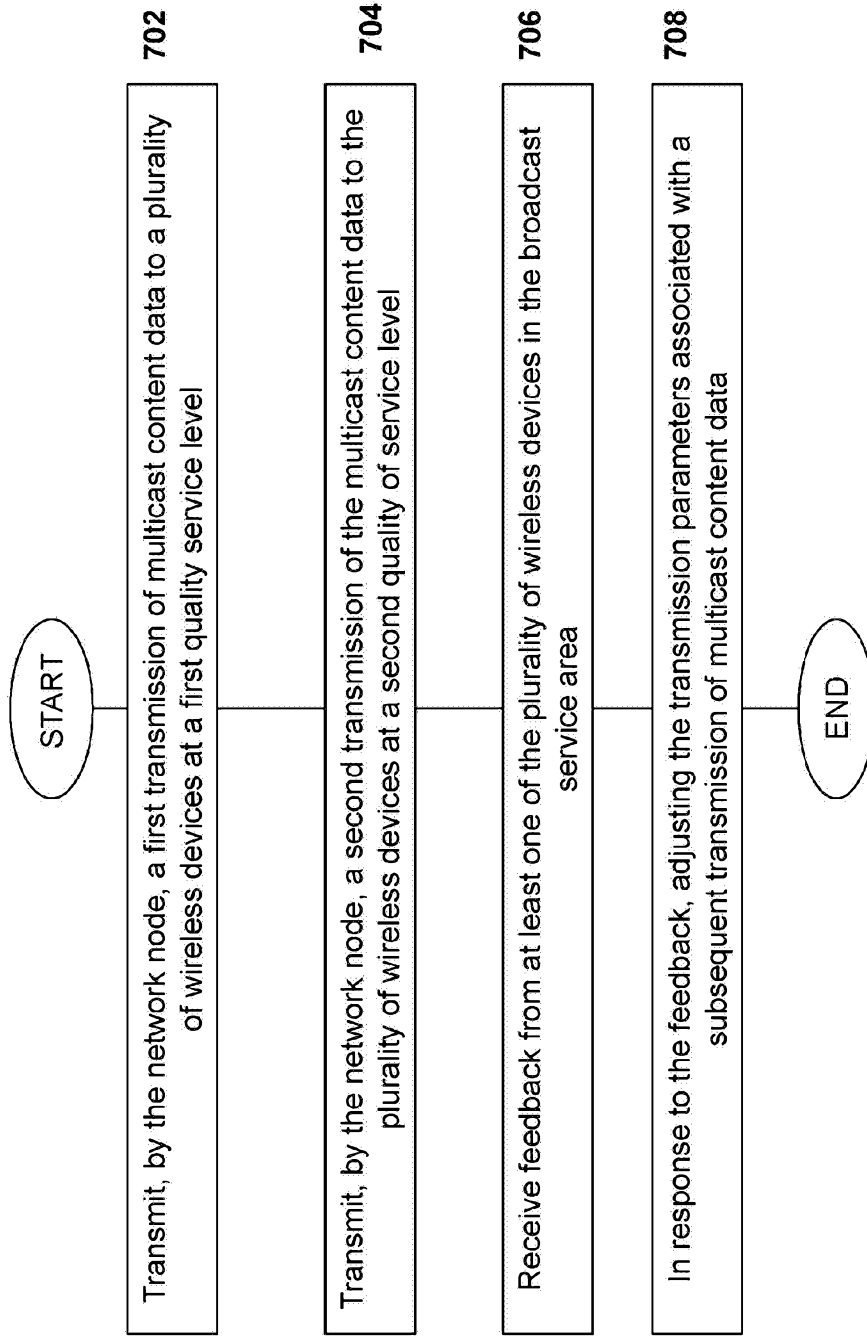 START
Transmit, by the network node, a first transmission of multicast content data to a plurality
of wireless devices at a first quality service level
702
Transmit, by the network node, a second transmission of the multicast content data to the
plurality of wireless devices at a second quality of service level
704
Receive feedback from at least one of the plurality of wireless devices in the broadcast
service area
706
In response to the feedback, adjusting the transmission parameters associated with a
subsequent transmission of multicast content data
708
END